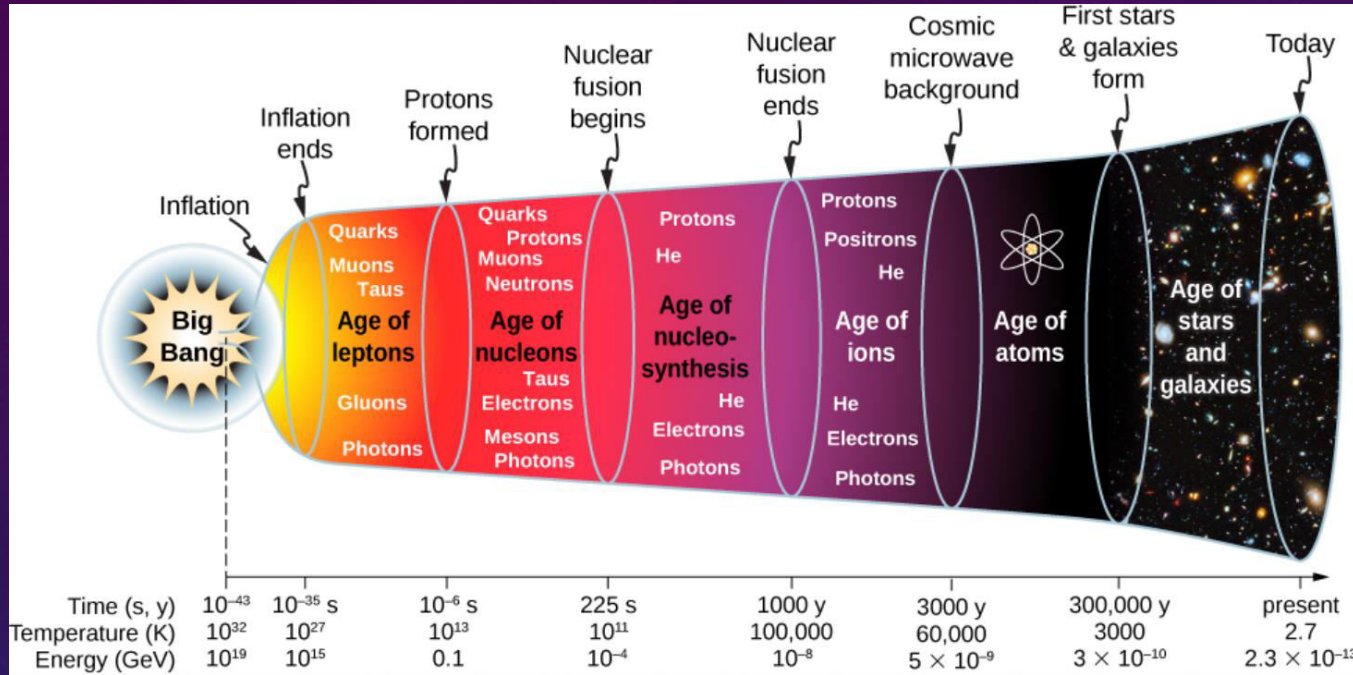 Inflation
Inflation
ends
Protons
formed
Nuclear
fusion
begins
Nuclear
fusion
ends
Cosmic
microwave
background
First stars
& galaxies
form
Today
Big
Bang
Quarks
Muons
Taus
Age of
leptons
Gluons
Photons
Quarks
Protons
Muons
Neutrons
Age of
nucleons
Taus
Electrons
Mesons
Photons
Protons
He
Age of
nucleo-
synthesis
He
Electrons
Photons
Protons
Positrons
He
Age of
ions
He
Electrons
Photons
Age of
atoms
Age of
stars
and
galaxies
Time (s, y) 10⁻⁴³ 10⁻³⁵ s 10⁻⁶ s 225 s 1000 y 3000 y 300,000 y present
Temperature (K) 10³² 10²⁷ 10¹³ 10¹¹ 100,000 60,000 3000 2.7
Energy (GeV) 10¹⁹ 10¹⁵ 0.1 10⁻⁴ 10⁻⁸ 5 × 10⁻⁹ 3 × 10⁻¹⁰ 2.3 × 10⁻¹³